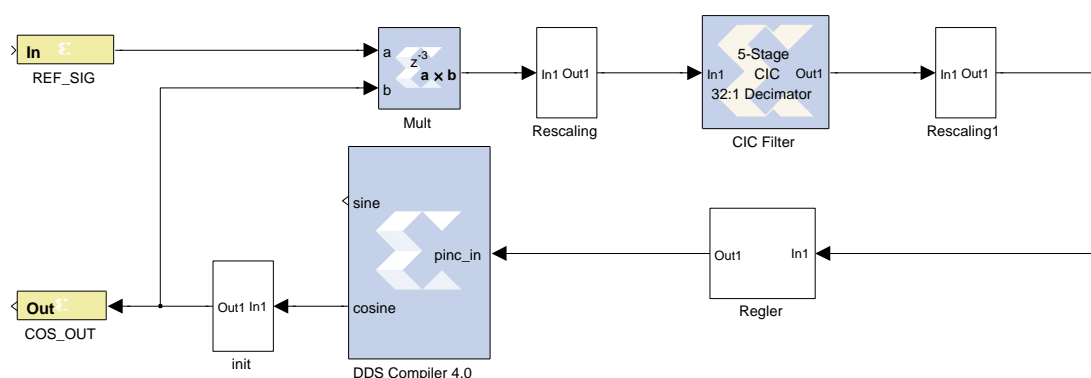 In
REF_SIG
a
b
z-3
a × b
Mult
In1 Out1
Rescaling
5-Stage
In1 CIC Out1
32:1 Decimator
CIC Filter
In1 Out1
Rescaling1
sine
pinc_in
cosine
DDS Compiler 4.0
Out1 In1
Regler
Out1 In1
init
Out
COS_OUT